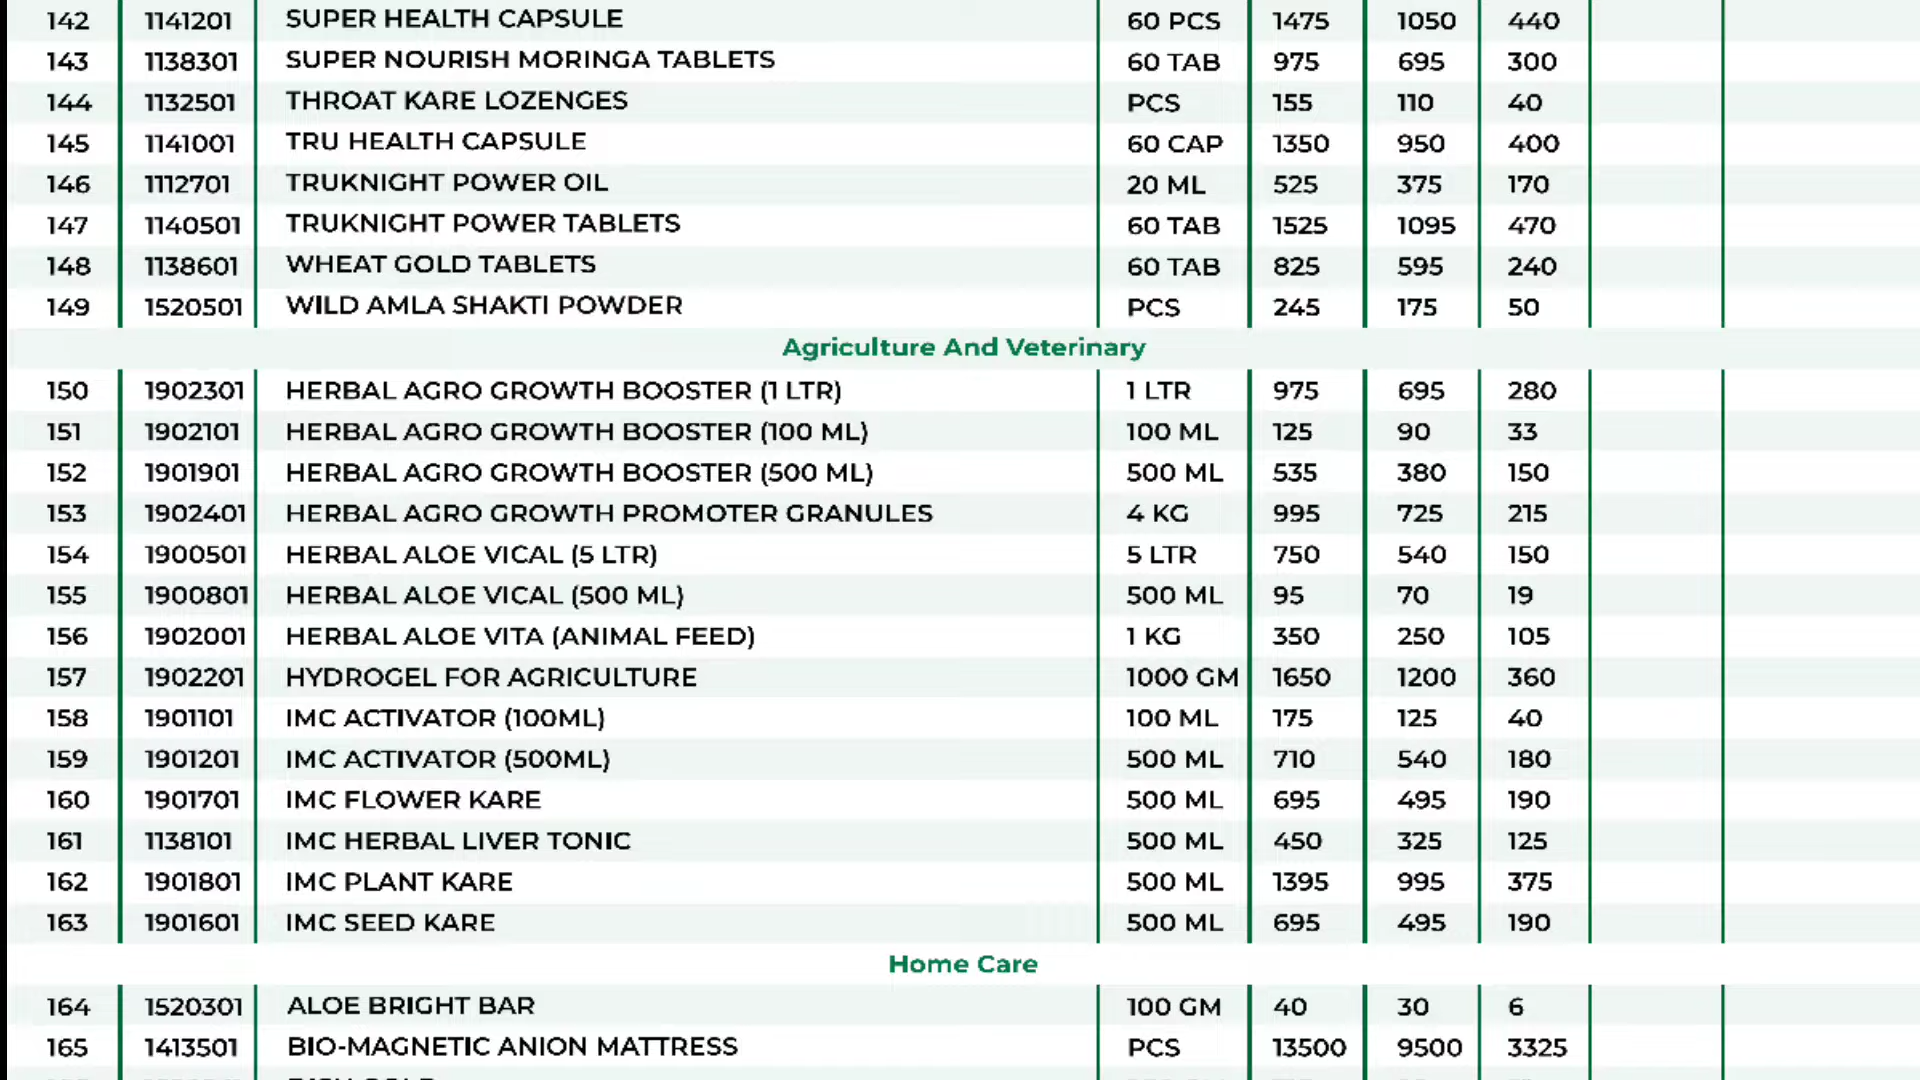 142 1141201 SUPER HEALTH CAPSULE 60 PCS 1475 1050 440
143 1138301 SUPER NOURISH MORINGA TABLETS 60 TAB 975 695 300
144 1132501 THROAT KARE LOZENGES PCS 155 110 40
145 1141001 TRU HEALTH CAPSULE 60 CAP 1350 950 400
146 1112701 TRUKNIGHT POWER OIL 20 ML 525 375 170
147 1140501 TRUKNIGHT POWER TABLETS 60 TAB 1525 1095 470
148 1138601 WHEAT GOLD TABLETS 60 TAB 825 595 240
149 1520501 WILD AMLA SHAKTI POWDER PCS 245 175 50
Agriculture And Veterinary
150 1902301 HERBAL AGRO GROWTH BOOSTER (1 LTR) 1 LTR 975 695 280
151 1902101 HERBAL AGRO GROWTH BOOSTER (100 ML) 100 ML 125 90 33
152 1901901 HERBAL AGRO GROWTH BOOSTER (500 ML) 500 ML 535 380 150
153 1902401 HERBAL AGRO GROWTH PROMOTER GRANULES 4 KG 995 725 215
154 1900501 HERBAL ALOE VICAL (5 LTR) 5 LTR 750 540 150
155 1900801 HERBAL ALOE VICAL (500 ML) 500 ML 95 70 19
156 1902001 HERBAL ALOE VITA (ANIMAL FEED) 1 KG 350 250 105
157 1902201 HYDROGEL FOR AGRICULTURE 1000 GM 1650 1200 360
158 1901101 IMC ACTIVATOR (100ML) 100 ML 175 125 40
159 1901201 IMC ACTIVATOR (500ML) 500 ML 710 540 180
160 1901701 IMC FLOWER KARE 500 ML 695 495 190
161 1138101 IMC HERBAL LIVER TONIC 500 ML 450 325 125
162 1901801 IMC PLANT KARE 500 ML 1395 995 375
163 1901601 IMC SEED KARE 500 ML 695 495 190
Home Care
164 1520301 ALOE BRIGHT BAR 100 GM 40 30 6
165 1413501 BIO-MAGNETIC ANION MATTRESS PCS 13500 9500 3325